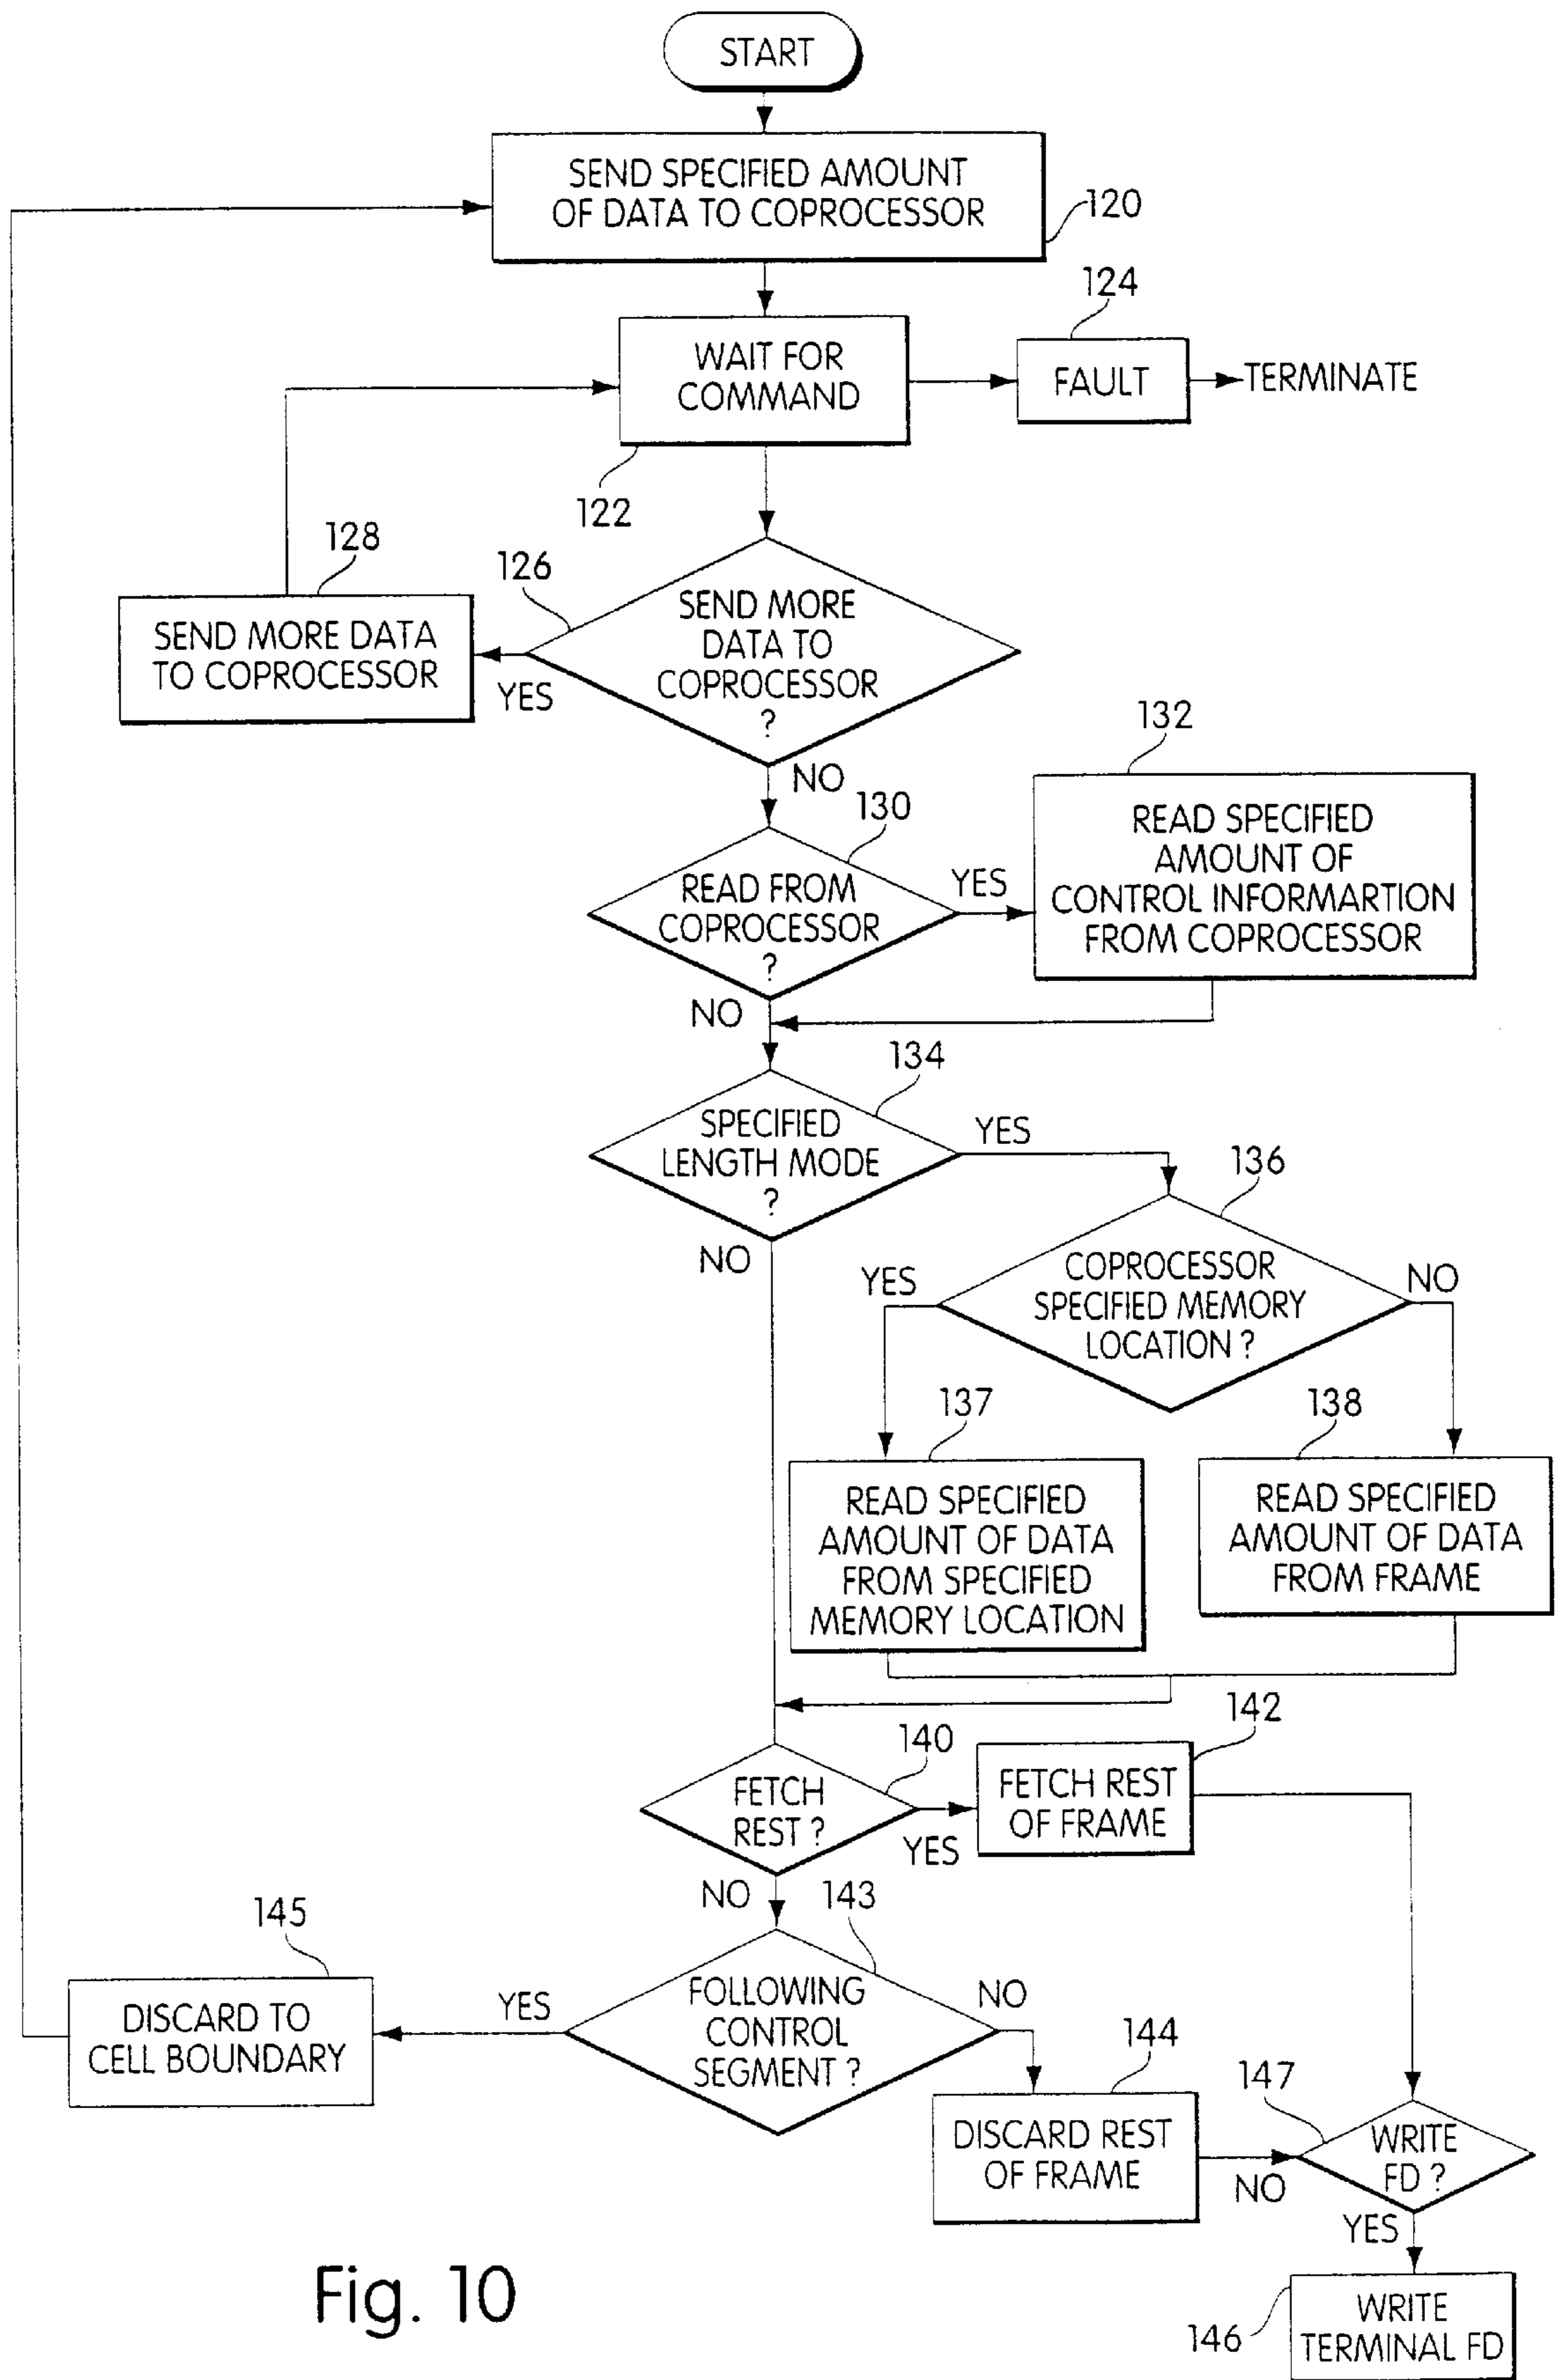 START
SEND SPECIFIED AMOUNT
OF DATA TO COPROCESSOR
120
WAIT FOR
COMMAND
122
124
FAULT
TERMINATE
128
SEND MORE DATA
TO COPROCESSOR
126
SEND MORE
DATA TO
COPROCESSOR
?
YES
NO
130
READ FROM
COPROCESSOR
?
YES
132
READ SPECIFIED
AMOUNT OF
CONTROL INFORMARTION
FROM COPROCESSOR
NO
134
SPECIFIED
LENGTH MODE
?
YES
NO
136
COPROCESSOR
SPECIFIED MEMORY
LOCATION ?
YES
NO
137
READ SPECIFIED
AMOUNT OF DATA
FROM SPECIFIED
MEMORY LOCATION
138
READ SPECIFIED
AMOUNT OF DATA
FROM FRAME
140
FETCH
REST ?
YES
142
FETCH REST
OF FRAME
NO
143
FOLLOWING
CONTROL
SEGMENT ?
YES
NO
145
DISCARD TO
CELL BOUNDARY
144
DISCARD REST
OF FRAME
NO
147
WRITE
FD ?
YES
146
WRITE
TERMINAL FD
Fig. 10